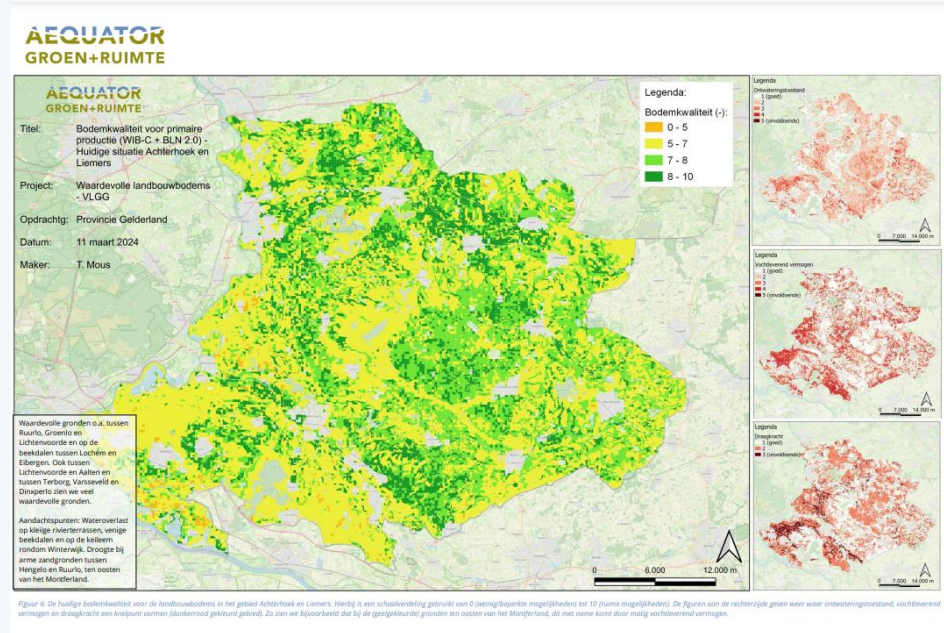 AEQUATOR
GROEN+RUIMTE
AEQUATOR
GROEN+RUIMTE
Titel: Bodemkwaliteit voor primaire
productie (WIB-C + BLN 2.0) -
Huidige situatie Achterhoek en
Liemers
Project: Waardevolle landbouwbodems
- VLGG
Opdrachtg: Provincie Gelderland
Datum: 11 maart 2024
Maker: T. Mous
Legenda:
Bodemkwaliteit (-):
0 - 5
5 - 7
7 - 8
8 - 10
Waardevolle gronden o.a. tussen
Ruurlo, Groenlo en
Lichtenvoorde en op de
beekdalen tussen Lochem en
Eibergen. Ook tussen
Lichtenvoorde en Aalten en
tussen Terborg, Varsseveld en
Dinxperlo zien we veel
waardevolle gronden.
Aandachtspunten: Wateroverlast
op kleiige rivierterrassen, venige
beekdalen en op de keileem
rondom Winterwijk. Droogte bij
arme zandgronden tussen
Hengelo en Ruurlo, ten oosten
van het Montferland.
0 6.000 12.000 m
Legenda
Ontwateringstoestand
1 (goed)
2
3
4
5 (onvoldoende)
0 7.000 14.000 m
Legenda
Vochtleverend vermogen
1 (goed)
2
3
4
5 (onvoldoende)
0 7.000 14.000 m
Legenda
Draagkracht
1 (goed)
2
3 (onvoldoende)
0 7.000 14.000 m
Figuur 6: De huidige bodemkwaliteit voor de landbouwbodems in het gebied Achterhoek en Liemers. Hierbij is een schaalverdeling gebruikt van 0 (weinig/beperkte mogelijkheden) tot 10 (ruime mogelijkheden). De figuren aan de rechterzijde geven weer waar ontwateringstoestand, vochtleverend
vermogen en draagkracht een knelpunt vormen (donkerrood gekleurd gebied). Zo zien we bijvoorbeeld dat bij de (geelgekleurde) gronden ten oosten van het Montferland, dit met name komt door matig vochtleverend vermogen.